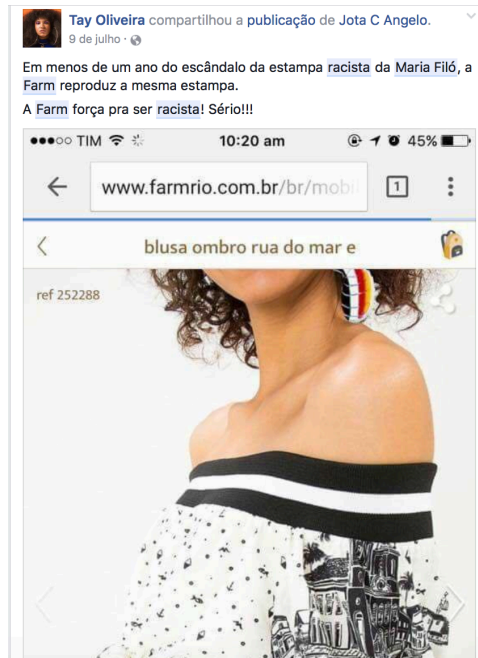 Tay Oliveira compartilhou a publicação de Jota C Angelo.
9 de julho ·
Em menos de um ano do escândalo da estampa racista da Maria Filó, a
Farm reproduz a mesma estampa.
A Farm força pra ser racista! Sério!!!
TIM 10:20 am 45%
www.farmrio.com.br/br/mobi
1
blusa ombro rua do mar e
ref 252288